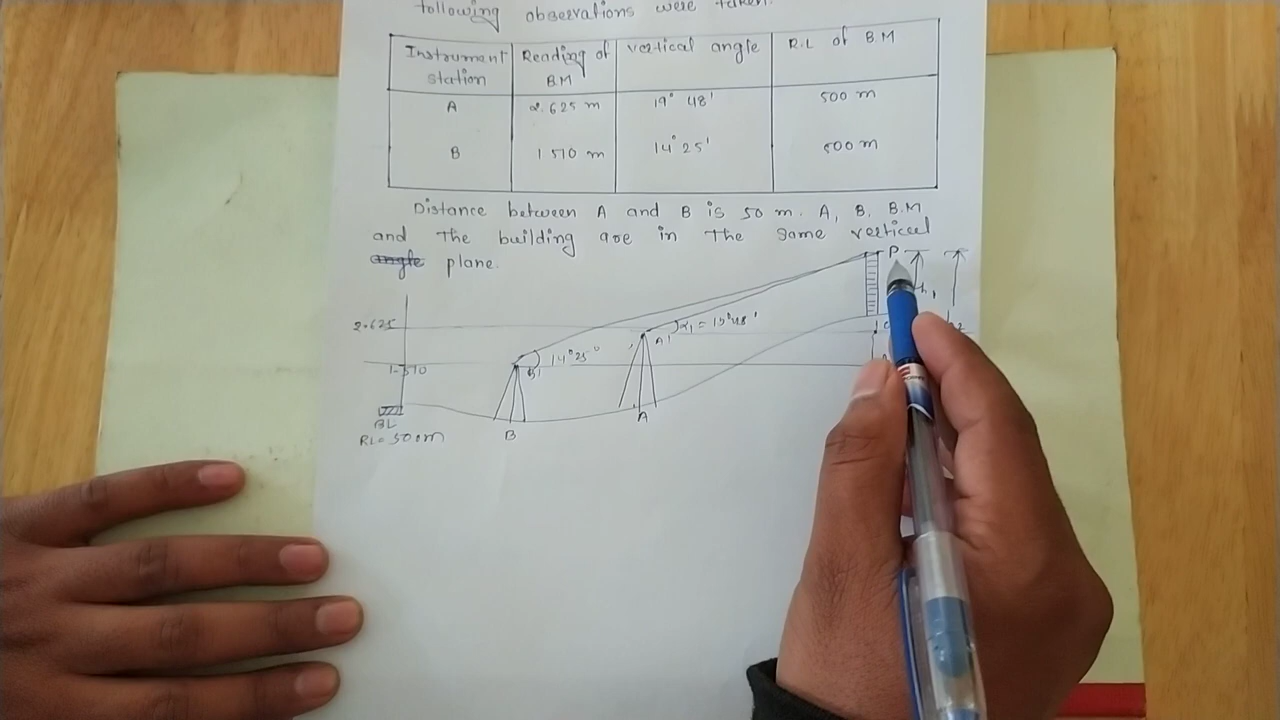 following observations were taken.
Instrument station | Reading of B.M | vertical angle | R.L of B.M
A | 2.625 m | 19° 48' | 500 m
B | 1.510 m | 14° 25' | 500 m
Distance between A and B is 50 m. A, B, B.M
and The building are in The same vertical
plane.
P
h1
2.625
A'
α1 = 19°48'
14°25°
B'
1.510
BL
RL = 500m
B
A